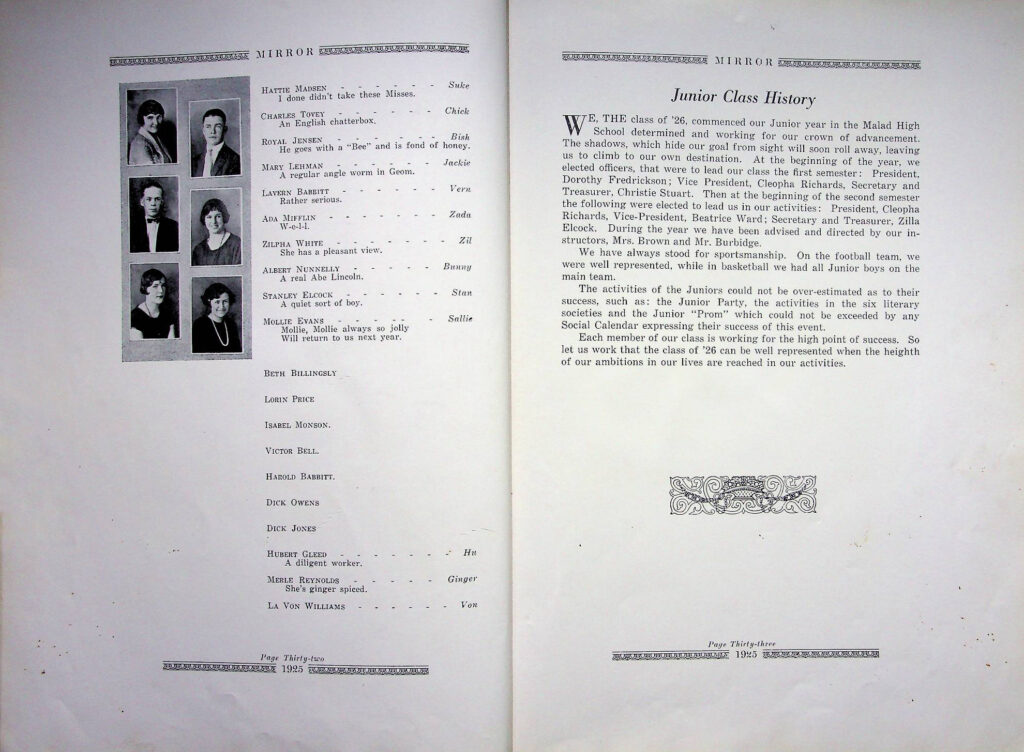 MIRROR
HATTIE MADSEN - - - - - - Suke
I done didn't take these Misses.
CHARLES TOVEY - - - - - - Chick
An English chatterbox.
ROYAL JENSEN - - - - - - Bish
He goes with a "Bee" and is fond of honey.
MARY LEHMAN - - - - - - Jackie
A regular angle worm in Geom.
LAVERN BABBITT - - - - - - Vern
Rather serious.
ADA MIFFLIN - - - - - - - Zada
W-e-l-l.
ZILPHA WHITE - - - - - - - Zil
She has a pleasant view.
ALBERT NUNNELLY - - - - - Bunny
A real Abe Lincoln.
STANLEY ELCOCK - - - - - - Stan
A quiet sort of boy.
MOLLIE EVANS - - - - - - Sallie
Mollie, Mollie always so jolly
Will return to us next year.
BETH BILLINGSLY
LORIN PRICE
ISABEL MONSON.
VICTOR BELL.
HAROLD BABBITT.
DICK OWENS
DICK JONES
HUBERT GLEED - - - - - - - Hu
A diligent worker.
MERLE REYNOLDS - - - - - Ginger
She's ginger spiced.
LA VON WILLIAMS - - - - - - Von
Page Thirty-two
1925
MIRROR
Junior Class History
WE, THE class of '26, commenced our Junior year in the Malad High
School determined and working for our crown of advancement.
The shadows, which hide our goal from sight will soon roll away, leaving
us to climb to our own destination. At the beginning of the year, we
elected officers, that were to lead our class the first semester: President,
Dorothy Fredrickson; Vice President, Cleopha Richards, Secretary and
Treasurer, Christie Stuart. Then at the beginning of the second semester
the following were elected to lead us in our activities: President, Cleopha
Richards, Vice-President, Beatrice Ward; Secretary and Treasurer, Zilla
Elcock. During the year we have been advised and directed by our in-
structors, Mrs. Brown and Mr. Burbidge.
We have always stood for sportsmanship. On the football team, we
were well represented, while in basketball we had all Junior boys on the
main team.
The activities of the Juniors could not be over-estimated as to their
success, such as: the Junior Party, the activities in the six literary
societies and the Junior "Prom" which could not be exceeded by any
Social Calendar expressing their success of this event.
Each member of our class is working for the high point of success. So
let us work that the class of '26 can be well represented when the heighth
of our ambitions in our lives are reached in our activities.
Page Thirty-three
1925